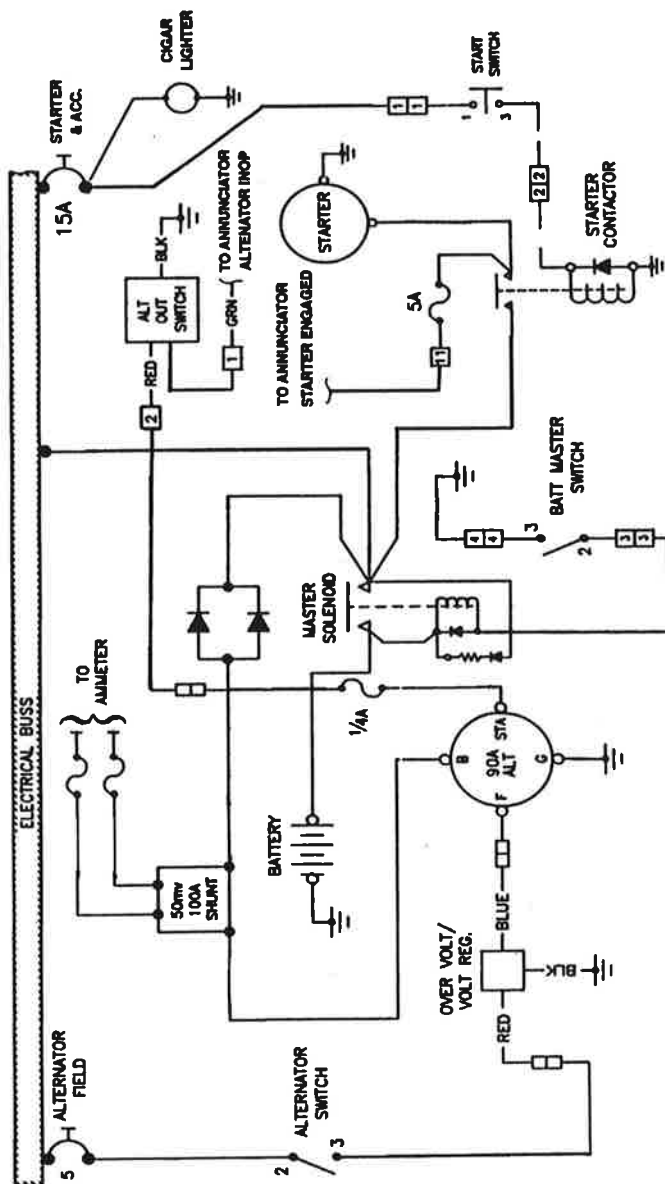 ELECTRICAL BUSS
5
ALTERNATOR
FIELD
2
3
ALTERNATOR
SWITCH
TO
AMMETER
50mv
100A
SHUNT
BATTERY
OVER VOLT/
VOLT REG.
RED
BLUE
BLK
F
B
90A
ALT
G
STA
1/4A
MASTER
SOLENOID
BATT MASTER
SWITCH
2
3
3
3
4
4
2
RED
ALT
OUT
SWITCH
BLK
1
GRN
TO ANNUNCIATOR
ALTENATOR INOP
15A
STARTER
& ACC.
CIGAR
LIGHTER
TO ANNUNCIATOR
STARTER ENGAGED
11
5A
STARTER
1
1
1
3
START
SWITCH
2
2
STARTER
CONTACTOR